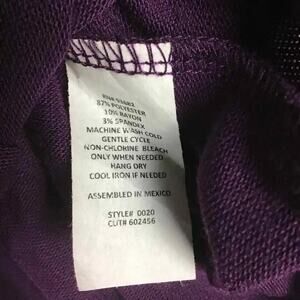 87% POLYESTER
10% RAYON
3% SPANDEX
MACHINE WASH COLD
GENTLE CYCLE
NON-CHLORINE BLEACH
ONLY WHEN NEEDED
HANG DRY
COOL IRON IF NEEDED
ASSEMBLED IN MEXICO
STYLE# 0020
CUT# 602456